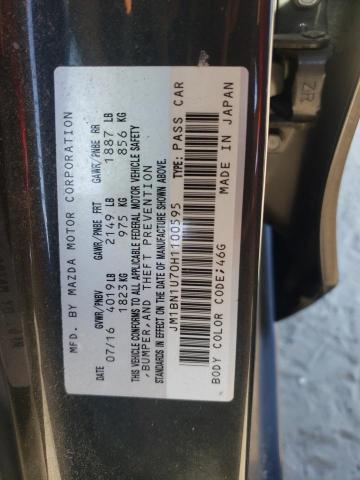 MFD. BY MAZDA MOTOR CORPORATION
DATE GVWR/PNBV GAWR/PNBE FRT GAWR/PNBE RR
07/16 4019LB 2149 LB 1887 LB
1823KG 975 KG 856 KG
THIS VEHICLE CONFORMS TO ALL APPLICABLE FEDERAL MOTOR VEHICLE SAFETY
,BUMPER,AND THEFT PREVENTION
STANDARDS IN EFFECT ON THE DATE OF MANUFACTURE SHOWN ABOVE.
JM1BN1U70H1100595 TYPE: PASS CAR
BODY COLOR CODE;46G MADE IN JAPAN